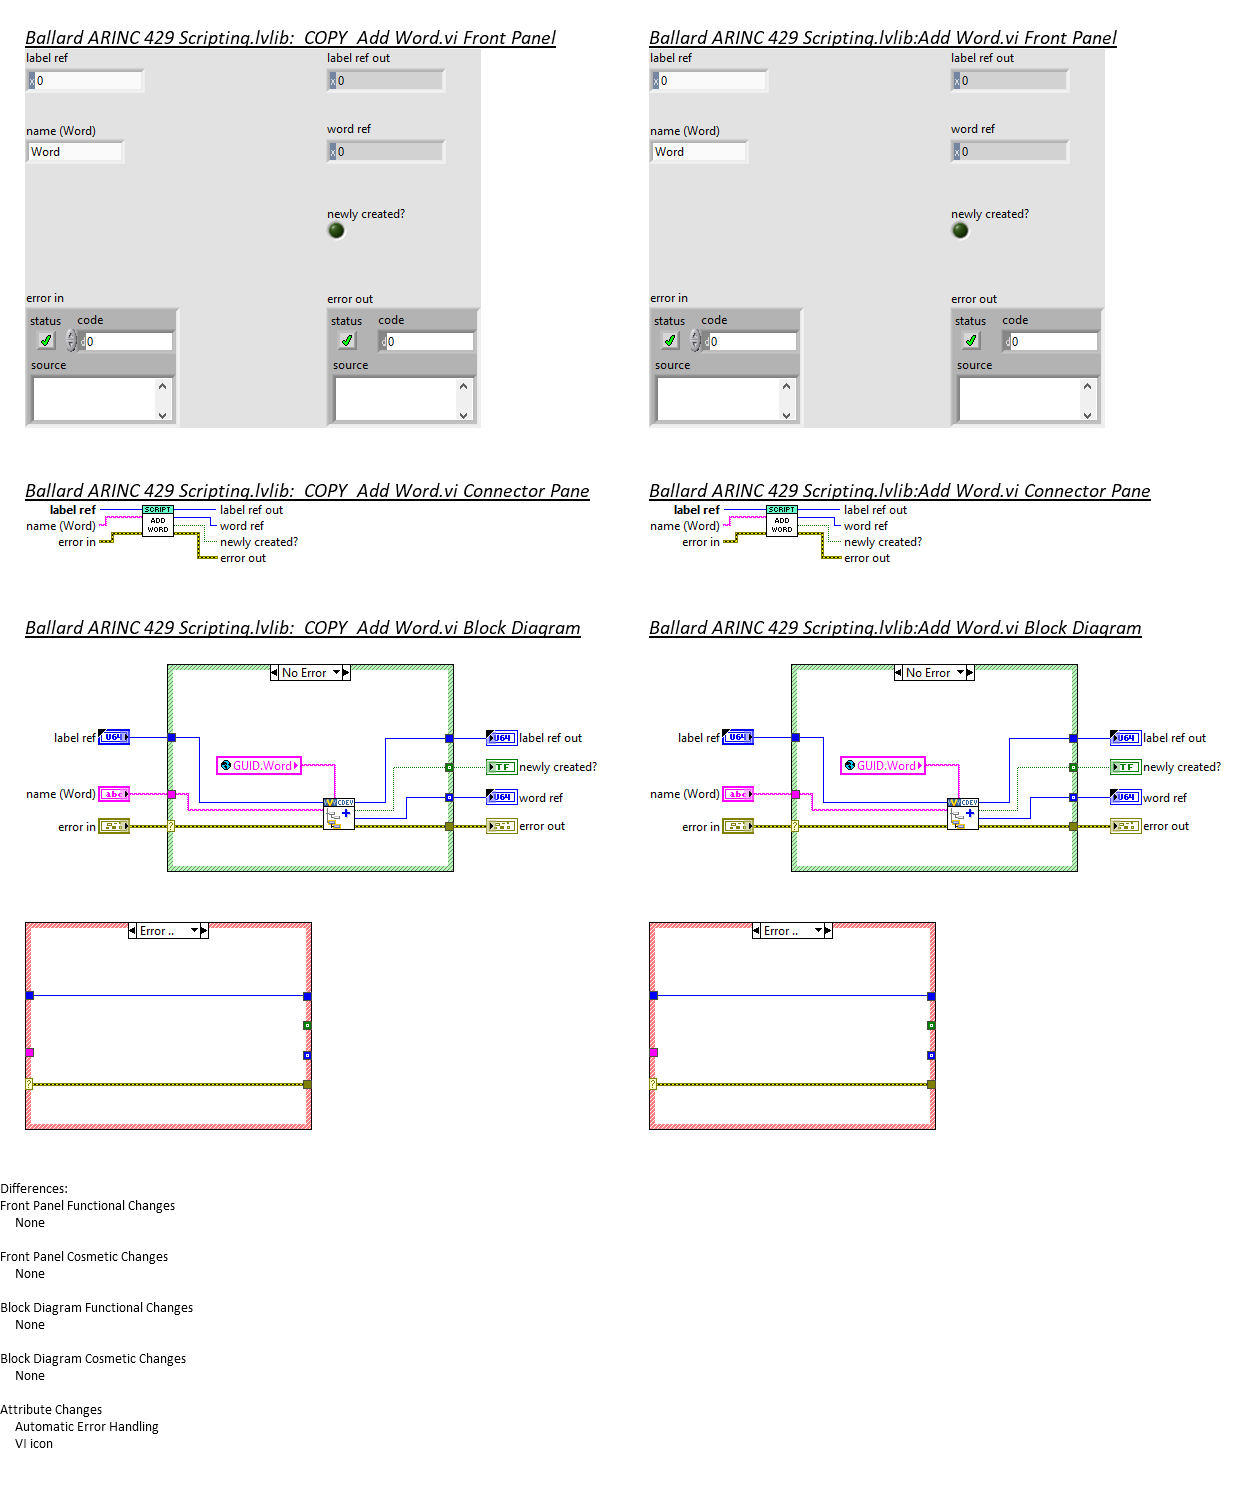 Ballard ARINC 429 Scripting.lvlib:_COPY_Add Word.vi Front Panel
label ref
x 0
label ref out
x 0
name (Word)
Word
word ref
x 0
newly created?
error in
status
code
d 0
source
error out
status
code
d 0
source
Ballard ARINC 429 Scripting.lvlib:Add Word.vi Front Panel
label ref
x 0
label ref out
x 0
name (Word)
Word
word ref
x 0
newly created?
error in
status
code
d 0
source
error out
status
code
d 0
source
Ballard ARINC 429 Scripting.lvlib:_COPY_Add Word.vi Connector Pane
label ref
name (Word)
error in
SCRIPT
ADD
WORD
label ref out
word ref
newly created?
error out
Ballard ARINC 429 Scripting.lvlib:Add Word.vi Connector Pane
label ref
name (Word)
error in
SCRIPT
ADD
WORD
label ref out
word ref
newly created?
error out
Ballard ARINC 429 Scripting.lvlib:_COPY_Add Word.vi Block Diagram
No Error
label ref
U64
U64
label ref out
GUID.Word
TF
newly created?
name (Word)
abc
CDEV
U64
word ref
error in
?
error out
Error ..
?
Ballard ARINC 429 Scripting.lvlib:Add Word.vi Block Diagram
No Error
label ref
U64
U64
label ref out
GUID.Word
TF
newly created?
name (Word)
abc
CDEV
U64
word ref
error in
?
error out
Error ..
?
Differences:
Front Panel Functional Changes
None
Front Panel Cosmetic Changes
None
Block Diagram Functional Changes
None
Block Diagram Cosmetic Changes
None
Attribute Changes
Automatic Error Handling
VI icon